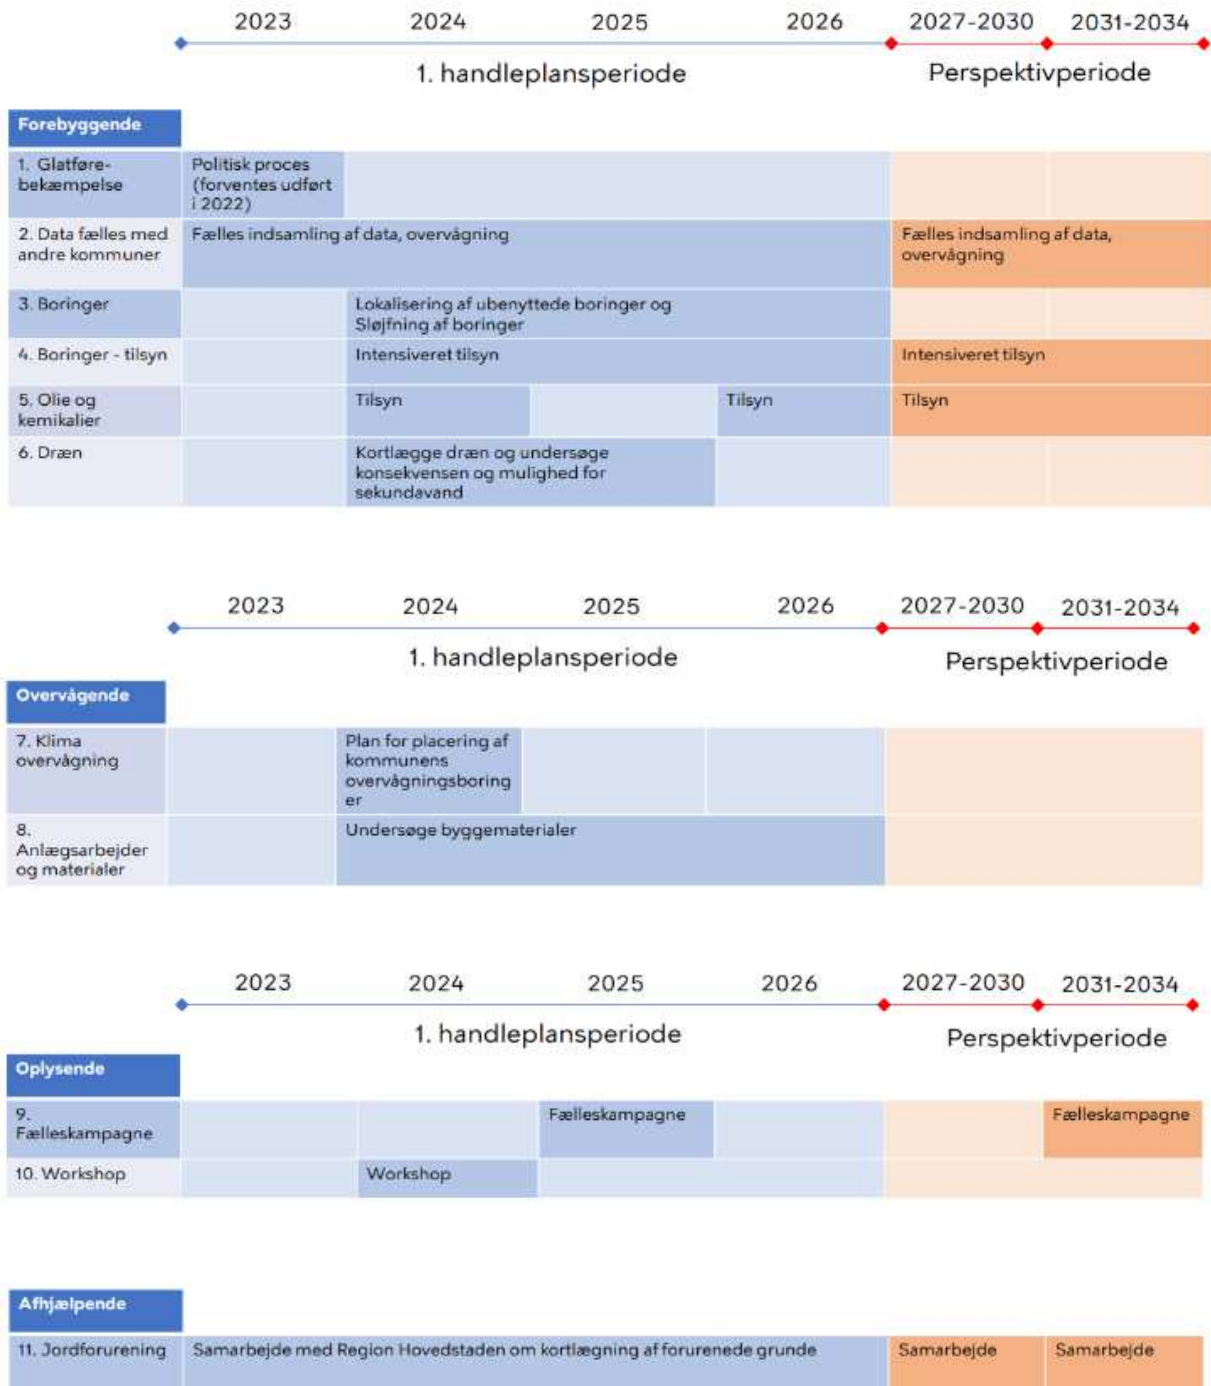 2023 2024 2025 2026 2027-2030 2031-2034
1. handleplansperiode Perspektivperiode
Forebyggende
1. Glatføre-
bekæmpelse
Politisk proces
(forventes udført
i 2022)
2. Data fælles med
andre kommuner
Fælles indsamling af data, overvågning
Fælles indsamling af data,
overvågning
3. Boringer
Lokalisering af ubenyttede boringer og
Sløjfning af boringer
4. Boringer - tilsyn
Intensiveret tilsyn
Intensiveret tilsyn
5. Olie og
kemikalier
Tilsyn
Tilsyn
Tilsyn
6. Dræn
Kortlægge dræn og undersøge
konsekvensen og mulighed for
sekundavand
2023 2024 2025 2026 2027-2030 2031-2034
1. handleplansperiode Perspektivperiode
Overvågende
7. Klima
overvågning
Plan for placering af
kommunens
overvågningsboring
er
8.
Anlægsarbejder
og materialer
Undersøge byggematerialer
2023 2024 2025 2026 2027-2030 2031-2034
1. handleplansperiode Perspektivperiode
Oplysende
9.
Fælleskampagne
Fælleskampagne
Fælleskampagne
10. Workshop
Workshop
Afhjælpende
11. Jordforurening
Samarbejde med Region Hovedstaden om kortlægning af forurenede grunde
Samarbejde
Samarbejde